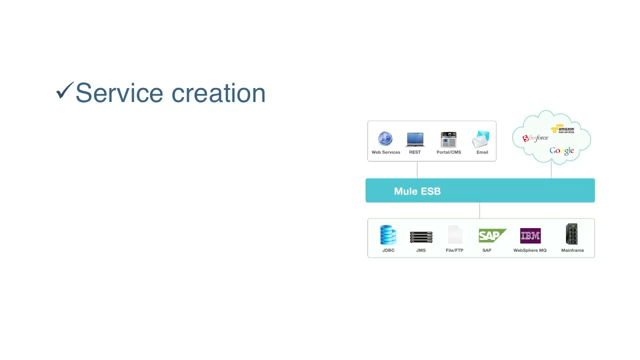 ✓Service creation
Web Services
REST
Portal/CMS
Email
amazon
Google
Mule ESB
JDBC
JMS
File/FTP
SAP
IBM
SAP
WebSphere MQ
Mainframe